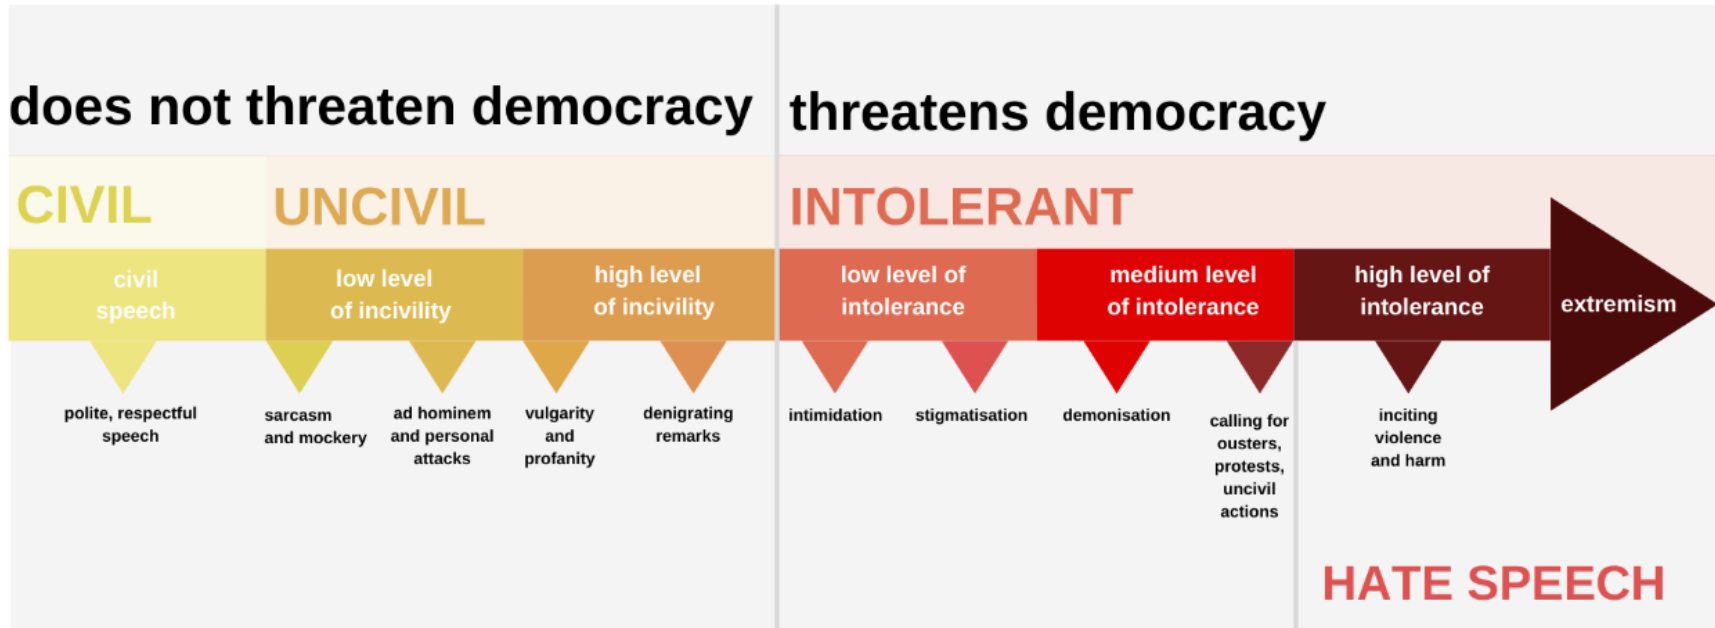 does not threaten democracy
threatens democracy
CIVIL
UNCIVIL
INTOLERANT
civil
speech
low level
of incivility
high level
of incivility
low level of
intolerance
medium level
of intolerance
high level of
intolerance
extremism
polite, respectful
speech
sarcasm
and mockery
ad hominem
and personal
attacks
vulgarity
and
profanity
denigrating
remarks
intimidation
stigmatisation
demonisation
calling for
ousters,
protests,
uncivil
actions
inciting
violence
and harm
HATE SPEECH